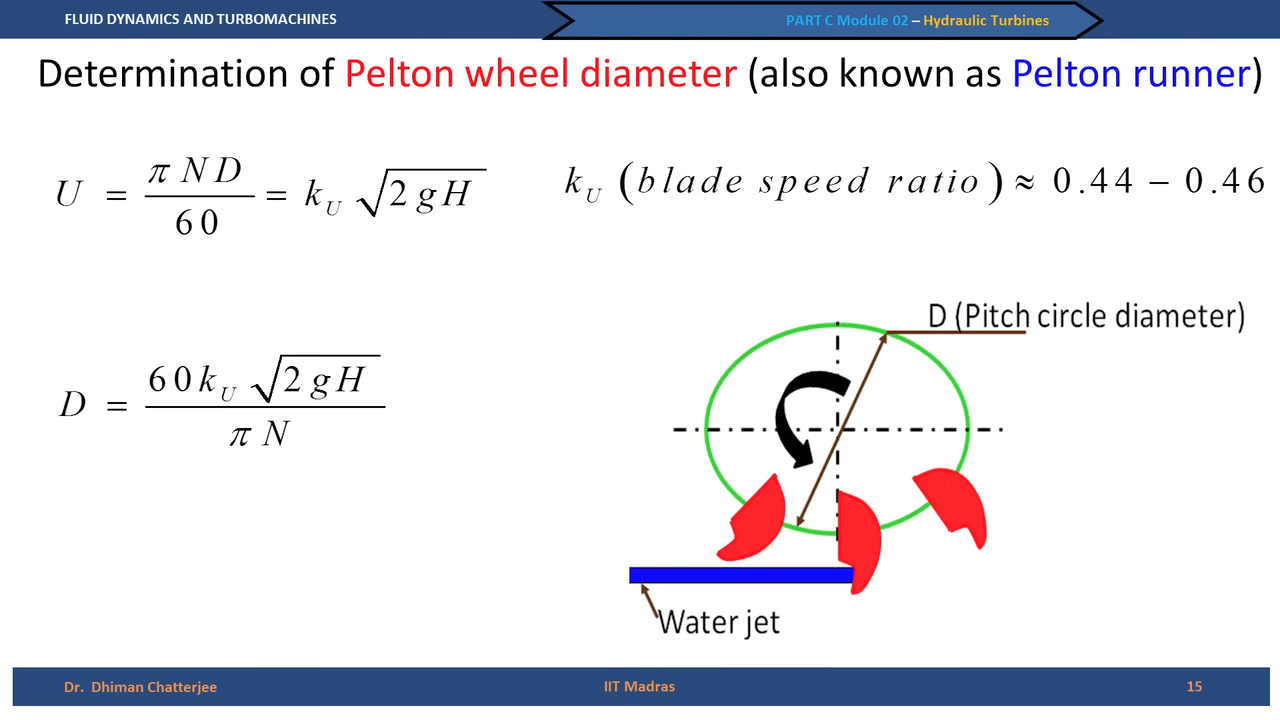 FLUID DYNAMICS AND TURBOMACHINES
PART C Module 02 – Hydraulic Turbines
Determination of Pelton wheel diameter (also known as Pelton runner)
U = πND/60 = k_U √(2gH)
k_U (blade speed ratio) ≈ 0.44 – 0.46
D = 60k_U √(2gH) / πN
D (Pitch circle diameter)
Water jet
Dr. Dhiman Chatterjee
IIT Madras
15